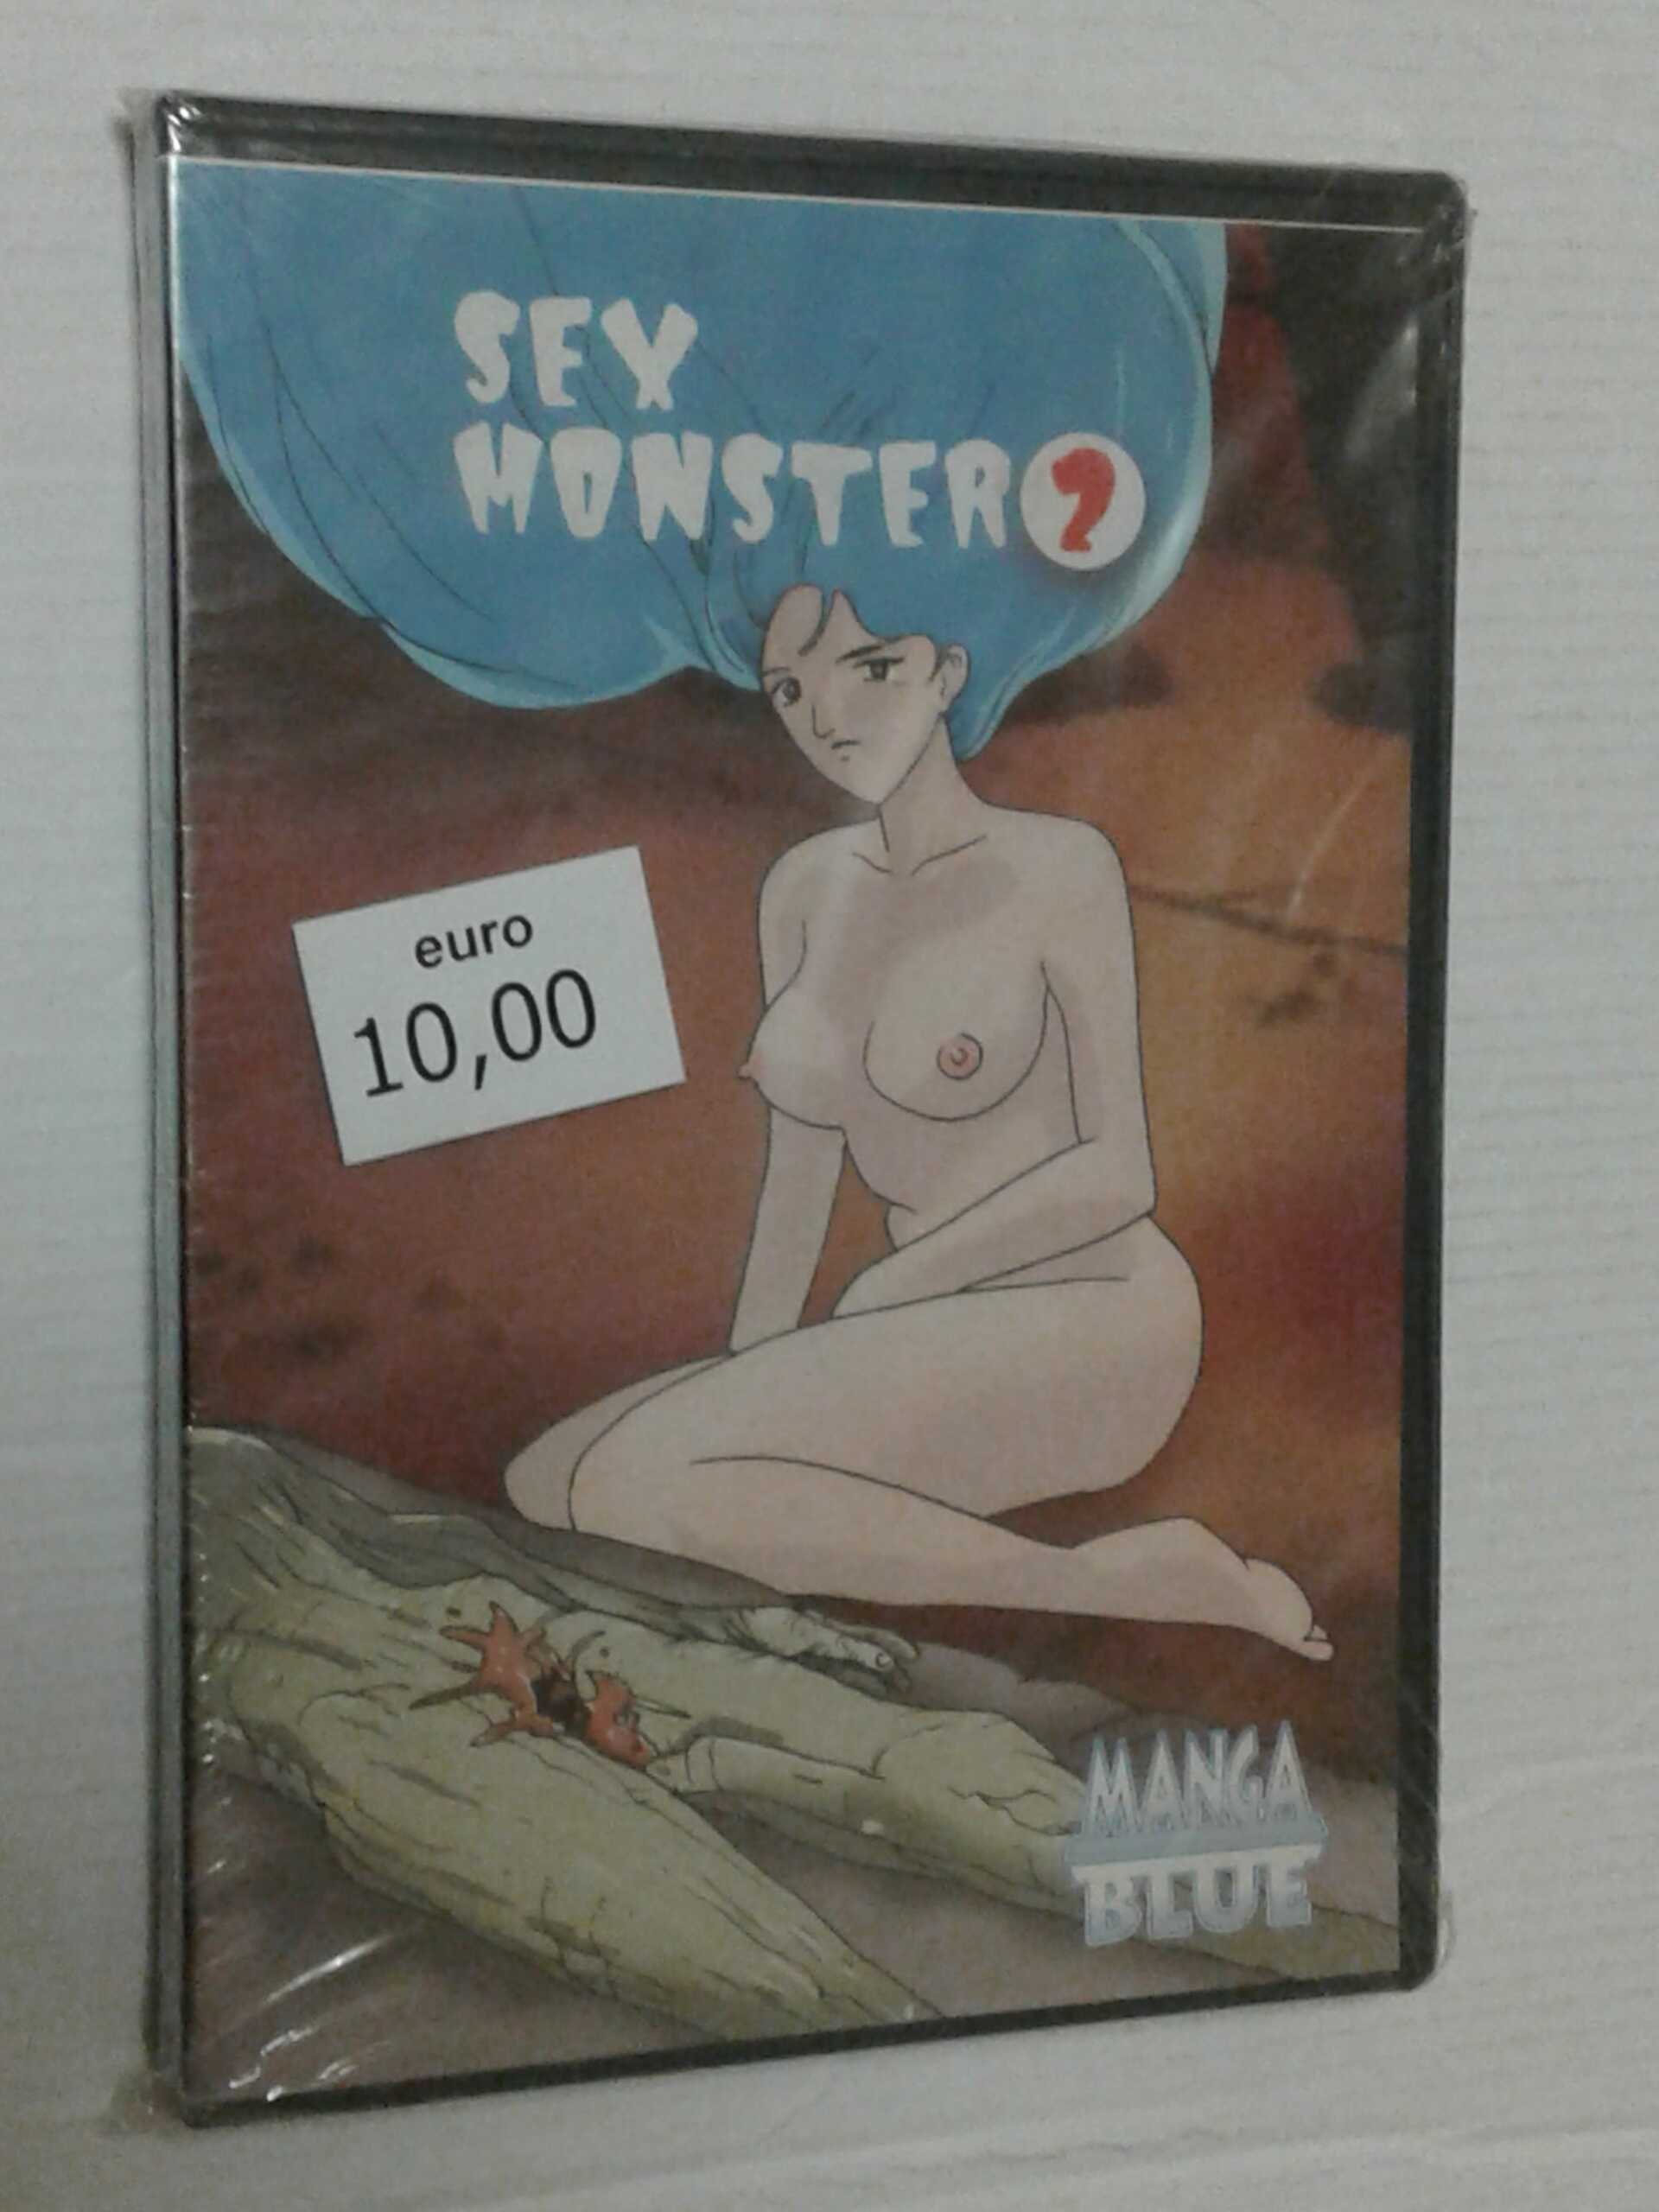 SEX
MONSTER 2
euro
10,00
MANGA
BLUE